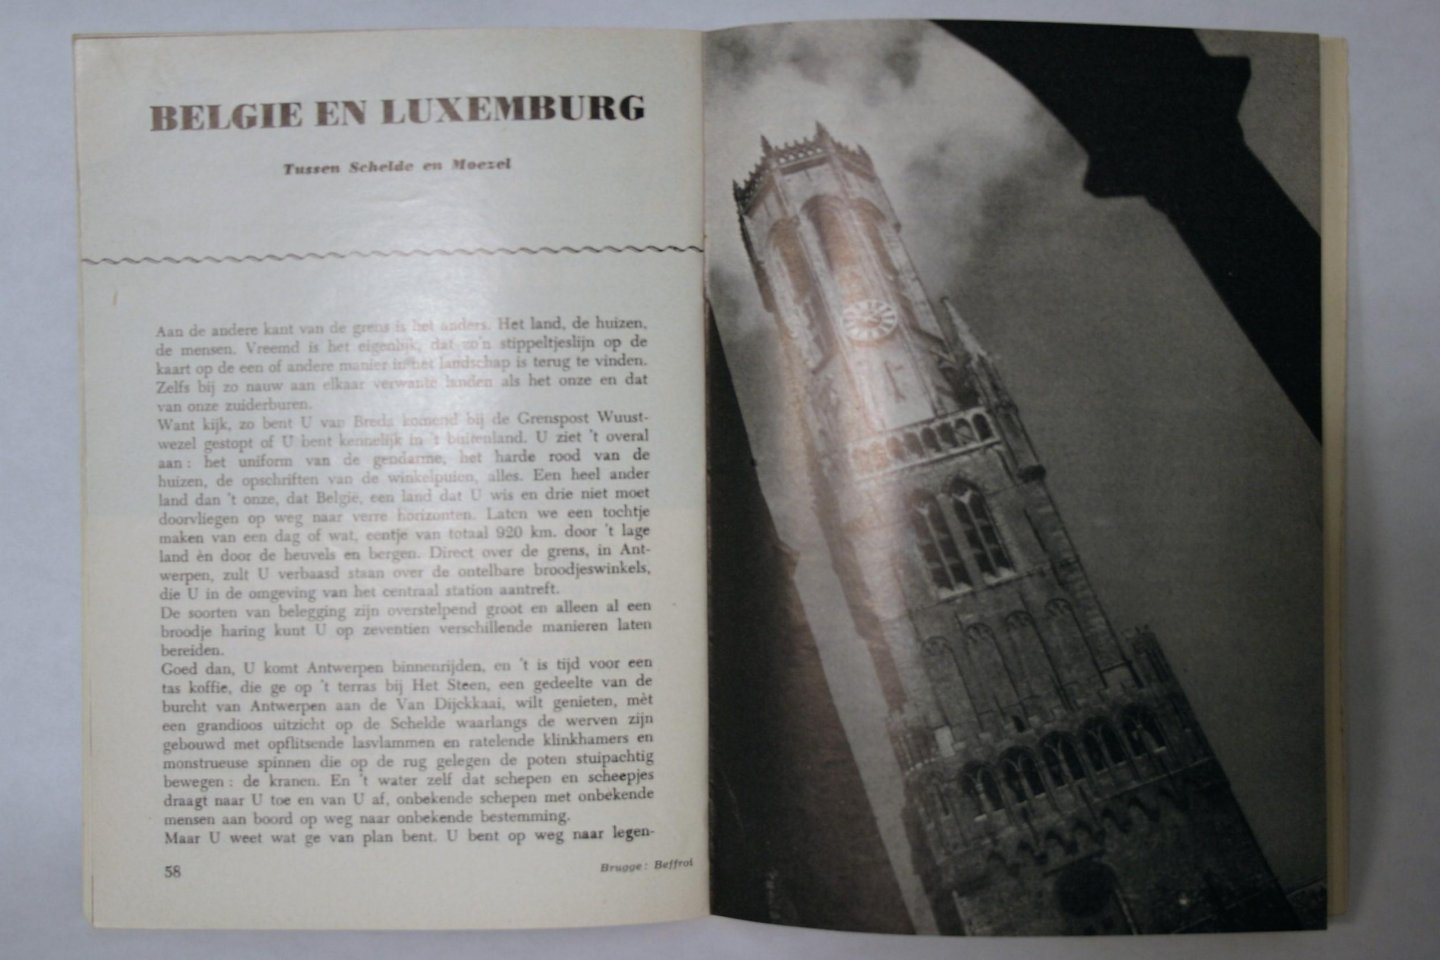 BELGIE EN LUXEMBURG
Tussen Schelde en Moezel
Aan de andere kant van de grens is het anders. Het land, de huizen,
de mensen. Vreemd is het eigenlijk, dat zo'n stippeltjeslijn op de
kaart op de een of andere manier in het landschap is terug te vinden.
Zelfs bij zo nauw aan elkaar verwante landen als het onze en dat
van onze zuiderburen.
Want kijk, zo bent U van Breda komend bij de Grenspost Wuust-
wezel gestopt of U bent kennelijk in 't buitenland. U ziet 't overal
aan: het uniform van de gendarme, het harde rood van de
huizen, de opschriften van de winkelpuien, alles. Een heel ander
land dan 't onze, dat België, een land dat U wis en drie niet moet
doorvliegen op weg naar verre horizonten. Laten we een tochtje
maken van een dag of wat, eentje van totaal 920 km. door 't lage
land èn door de heuvels en bergen. Direct over de grens, in Ant-
werpen, zult U verbaasd staan over de ontelbare broodjeswinkels,
die U in de omgeving van het centraal station aantreft.
De soorten van belegging zijn overstelpend groot en alleen al een
broodje haring kunt U op zeventien verschillende manieren laten
bereiden.
Goed dan, U komt Antwerpen binnenrijden, en 't is tijd voor een
tas koffie, die ge op 't terras bij Het Steen, een gedeelte van de
burcht van Antwerpen aan de Van Dijckkaai, wilt genieten, mèt
een grandioos uitzicht op de Schelde waarlangs de werven zijn
gebouwd met opflitsende lasvlammen en ratelende klinkhamers en
monstrueuse spinnen die op de rug gelegen de poten stuipachtig
bewegen: de kranen. En 't water zelf dat schepen en scheepjes
draagt naar U toe en van U af, onbekende schepen met onbekende
mensen aan boord op weg naar onbekende bestemming.
Maar U weet wat ge van plan bent. U bent op weg naar legen-
58
Brugge: Beffroi